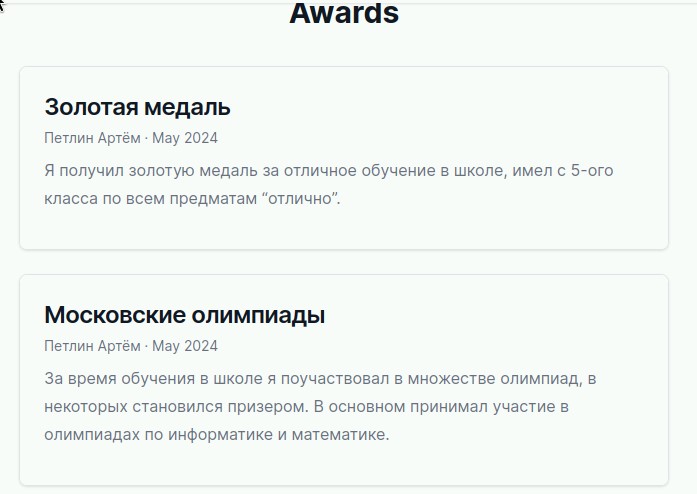 Awards
Золотая медаль
Петлин Артём · May 2024
Я получил золотую медаль за отличное обучение в школе, имел с 5-ого
класса по всем предматам “отлично”.
Московские олимпиады
Петлин Артём · May 2024
За время обучения в школе я поучаствовал в множестве олимпиад, в
некоторых становился призером. В основном принимал участие в
олимпиадах по информатике и математике.